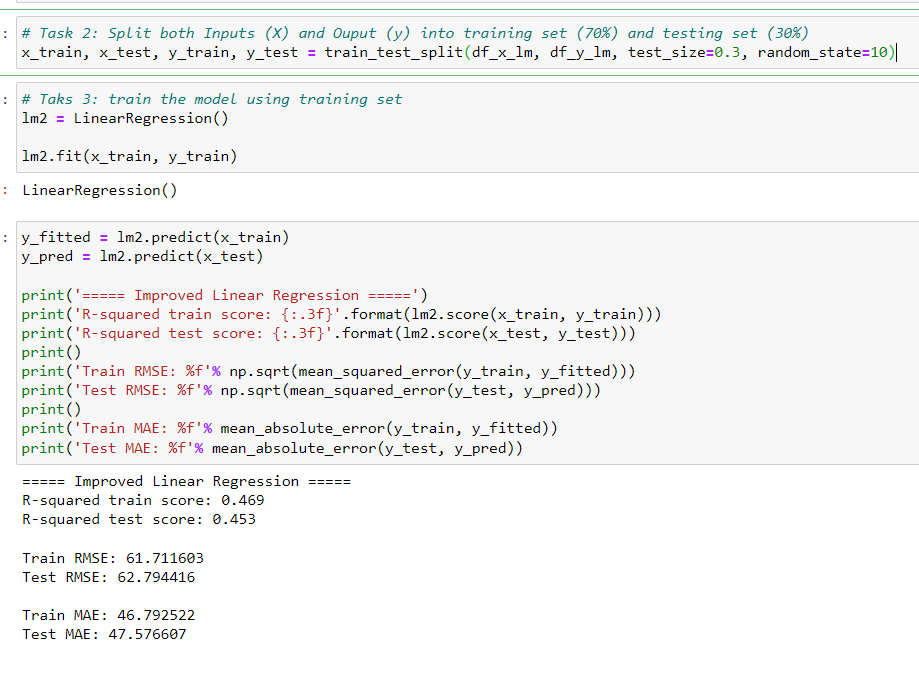 : # Task 2: Split both Inputs (X) and Ouput (y) into training set (70%) and testing set (30%)
x_train, x_test, y_train, y_test = train_test_split(df_x_lm, df_y_lm, test_size=0.3, random_state=10)
: # Taks 3: train the model using training set
lm2 = LinearRegression()
lm2.fit(x_train, y_train)
: LinearRegression()
: y_fitted = lm2.predict(x_train)
y_pred = lm2.predict(x_test)
print('===== Improved Linear Regression =====')
print('R-squared train score: {:.3f}'.format(lm2.score(x_train, y_train)))
print('R-squared test score: {:.3f}'.format(lm2.score(x_test, y_test)))
print()
print('Train RMSE: %f'% np.sqrt(mean_squared_error(y_train, y_fitted)))
print('Test RMSE: %f'% np.sqrt(mean_squared_error(y_test, y_pred)))
print()
print('Train MAE: %f'% mean_absolute_error(y_train, y_fitted))
print('Test MAE: %f'% mean_absolute_error(y_test, y_pred))
===== Improved Linear Regression =====
R-squared train score: 0.469
R-squared test score: 0.453
Train RMSE: 61.711603
Test RMSE: 62.794416
Train MAE: 46.792522
Test MAE: 47.576607